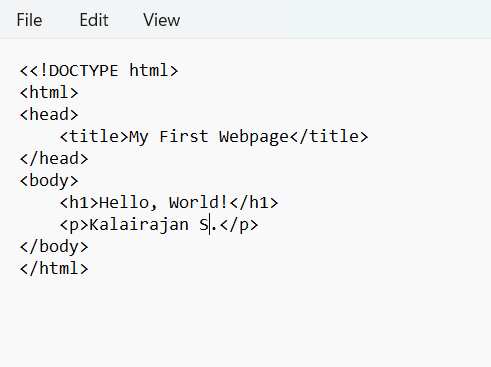 File Edit View
<<!DOCTYPE html>
<html>
<head>
    <title>My First Webpage</title>
</head>
<body>
    <h1>Hello, World!</h1>
    <p>Kalairajan S.</p>
</body>
</html>